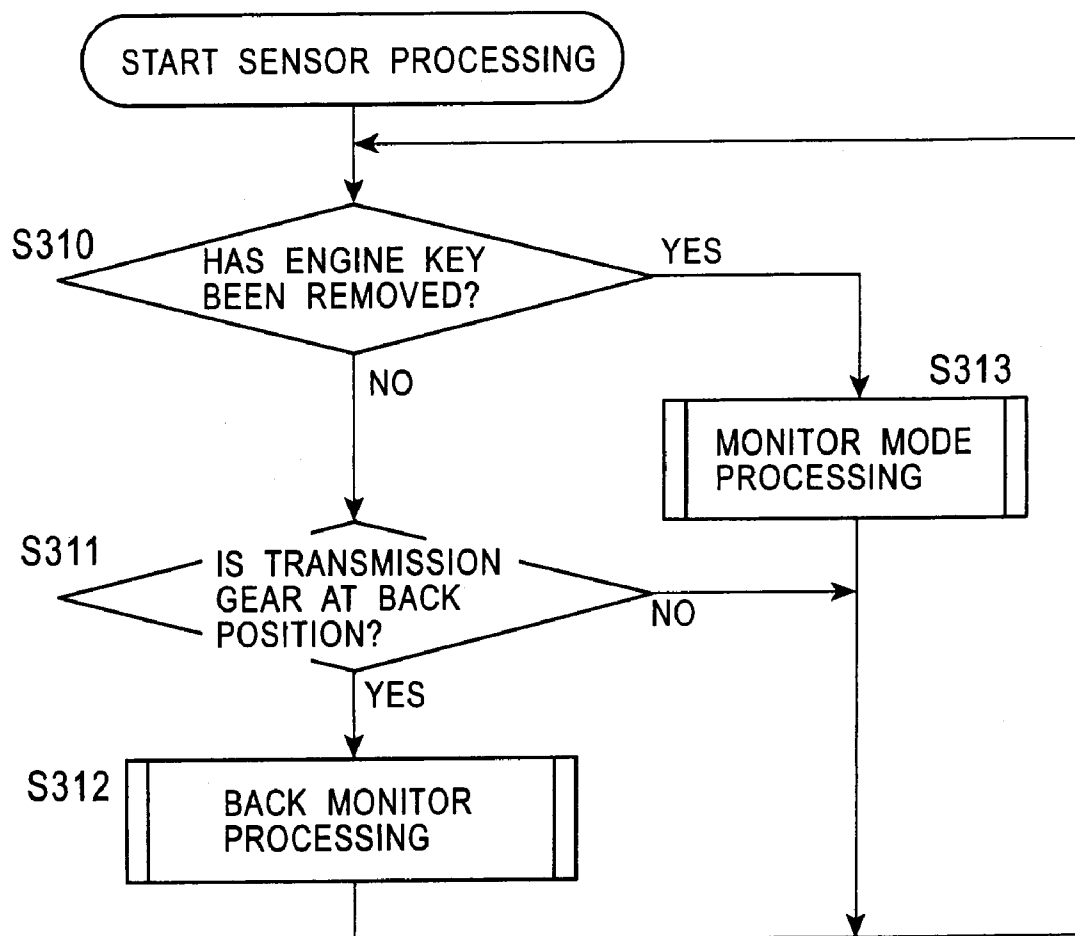 START SENSOR PROCESSING
S310
HAS ENGINE KEY
BEEN REMOVED?
YES
NO
S313
MONITOR MODE
PROCESSING
S311
IS TRANSMISSION
GEAR AT BACK
POSITION?
NO
YES
S312
BACK MONITOR
PROCESSING